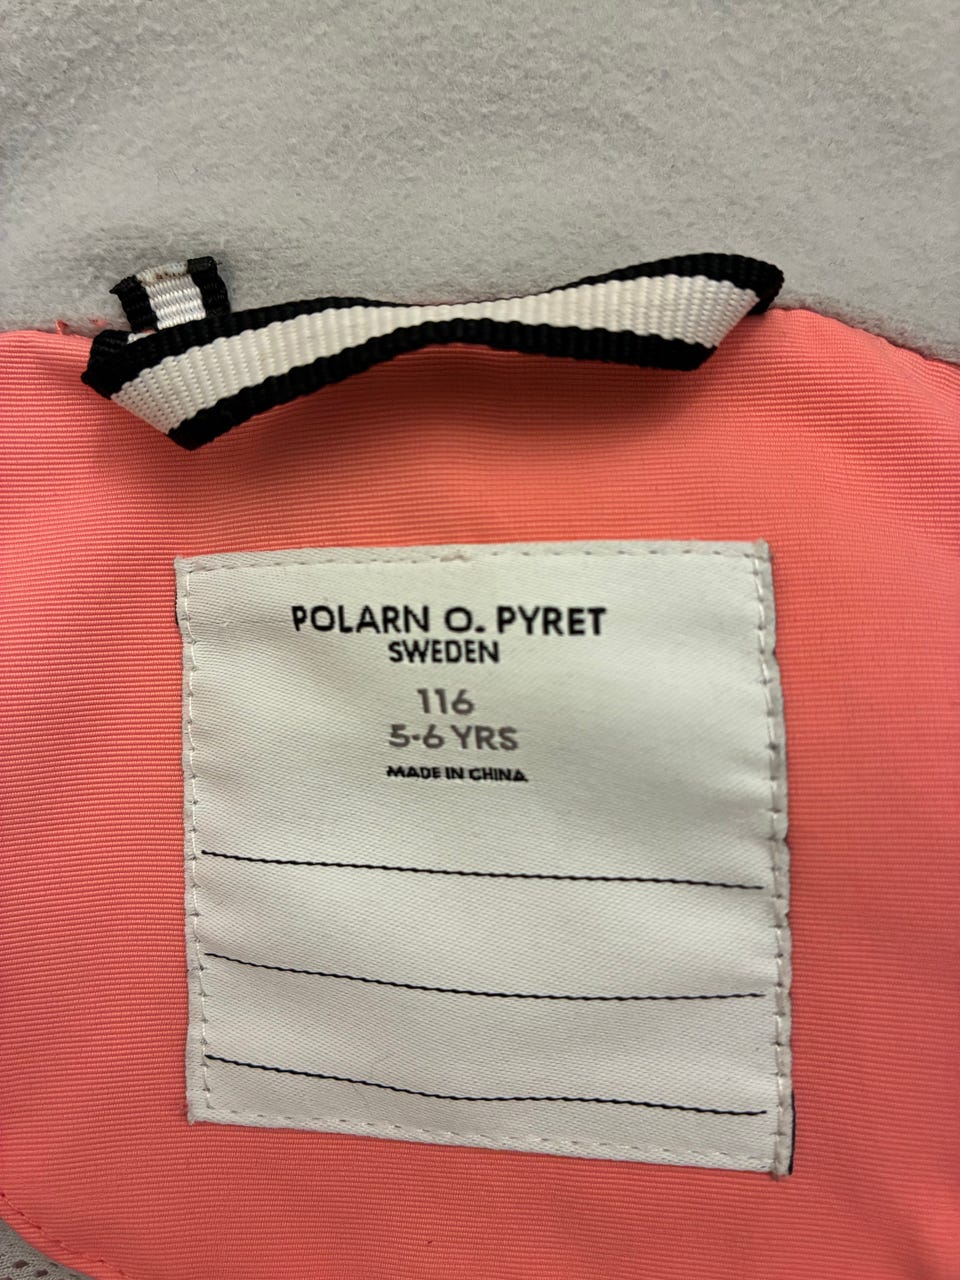 POLARN O. PYRET
SWEDEN
116
5-6 YRS
MADE IN CHINA